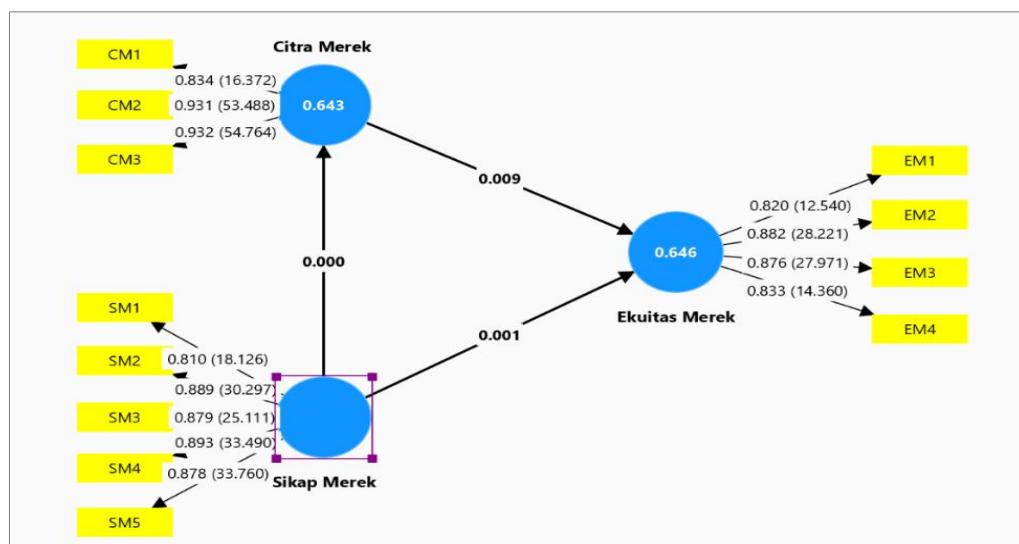 Citra Merek
CM1
CM2
CM3
0.834 (16.372)
0.931 (53.488)
0.932 (54.764)
0.643
0.009
0.000
EM1
EM2
EM3
EM4
0.820 (12.540)
0.882 (28.221)
0.876 (27.971)
0.833 (14.360)
0.646
Ekuitas Merek
0.001
SM1
SM2
SM3
SM4
SM5
0.810 (18.126)
0.889 (30.297)
0.879 (25.111)
0.893 (33.490)
0.878 (33.760)
Sikap Merek